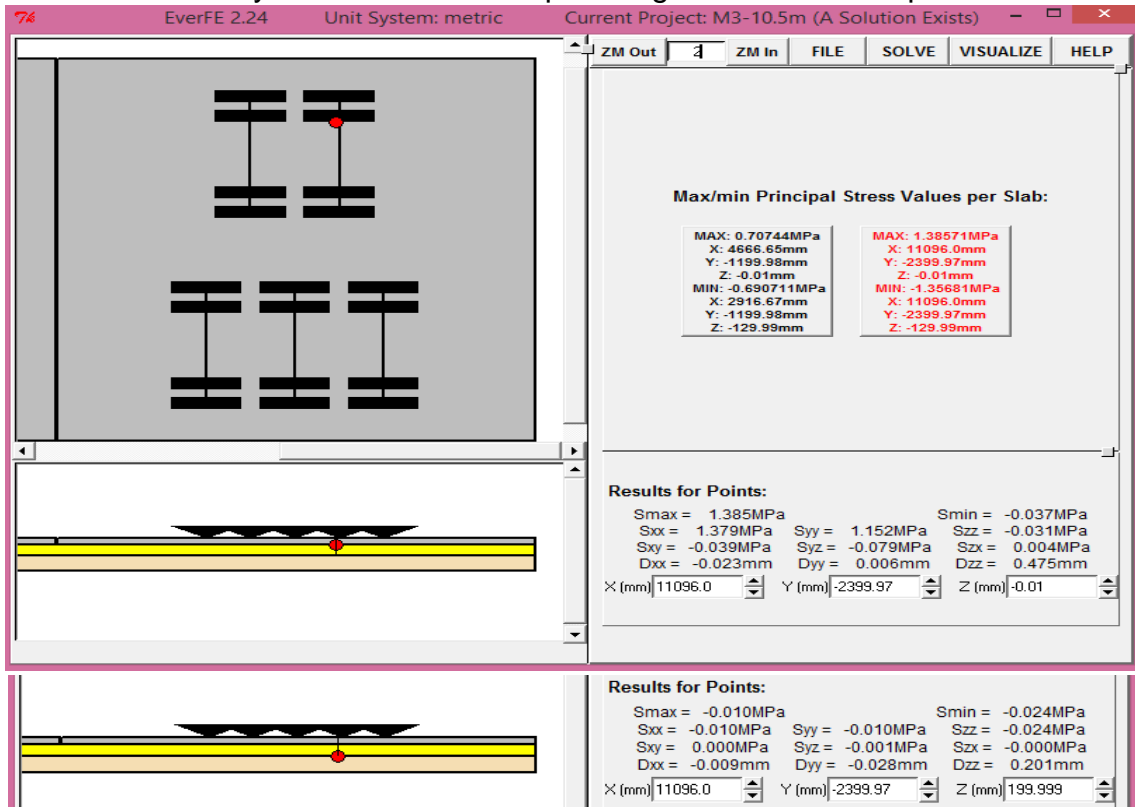 EverFE 2.24 Unit System: metric Current Project: M3-10.5m (A Solution Exists)
ZM Out 2 ZM In FILE SOLVE VISUALIZE HELP
Max/min Principal Stress Values per Slab:
MAX: 0.70744MPa
X: 4666.65mm
Y: -1199.98mm
Z: -0.01mm
MIN: -0.690711MPa
X: 2916.67mm
Y: -1199.98mm
Z: -129.99mm
MAX: 1.38571MPa
X: 11096.0mm
Y: -2399.97mm
Z: -0.01mm
MIN: -1.35681MPa
X: 11096.0mm
Y: -2399.97mm
Z: -129.99mm
Results for Points:
Smax = 1.385MPa Smin = -0.037MPa
Sxx = 1.379MPa Syy = 1.152MPa Szz = -0.031MPa
Sxy = -0.039MPa Syz = -0.079MPa Szx = 0.004MPa
Dxx = -0.023mm Dyy = 0.006mm Dzz = 0.475mm
X (mm) 11096.0 Y (mm) -2399.97 Z (mm) -0.01
Results for Points:
Smax = -0.010MPa Smin = -0.024MPa
Sxx = -0.010MPa Syy = -0.010MPa Szz = -0.024MPa
Sxy = 0.000MPa Syz = -0.001MPa Szx = -0.000MPa
Dxx = -0.009mm Dyy = -0.028mm Dzz = 0.201mm
X (mm) 11096.0 Y (mm) -2399.97 Z (mm) 199.999